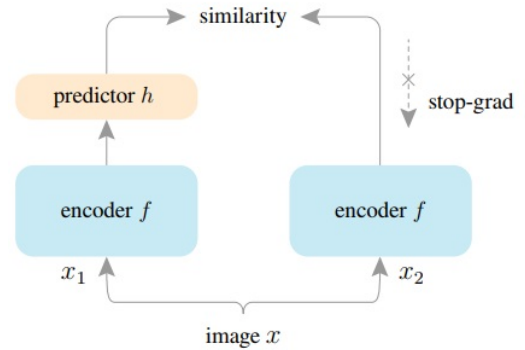 similarity
predictor h
stop-grad
encoder f
encoder f
x₁
x₂
image x